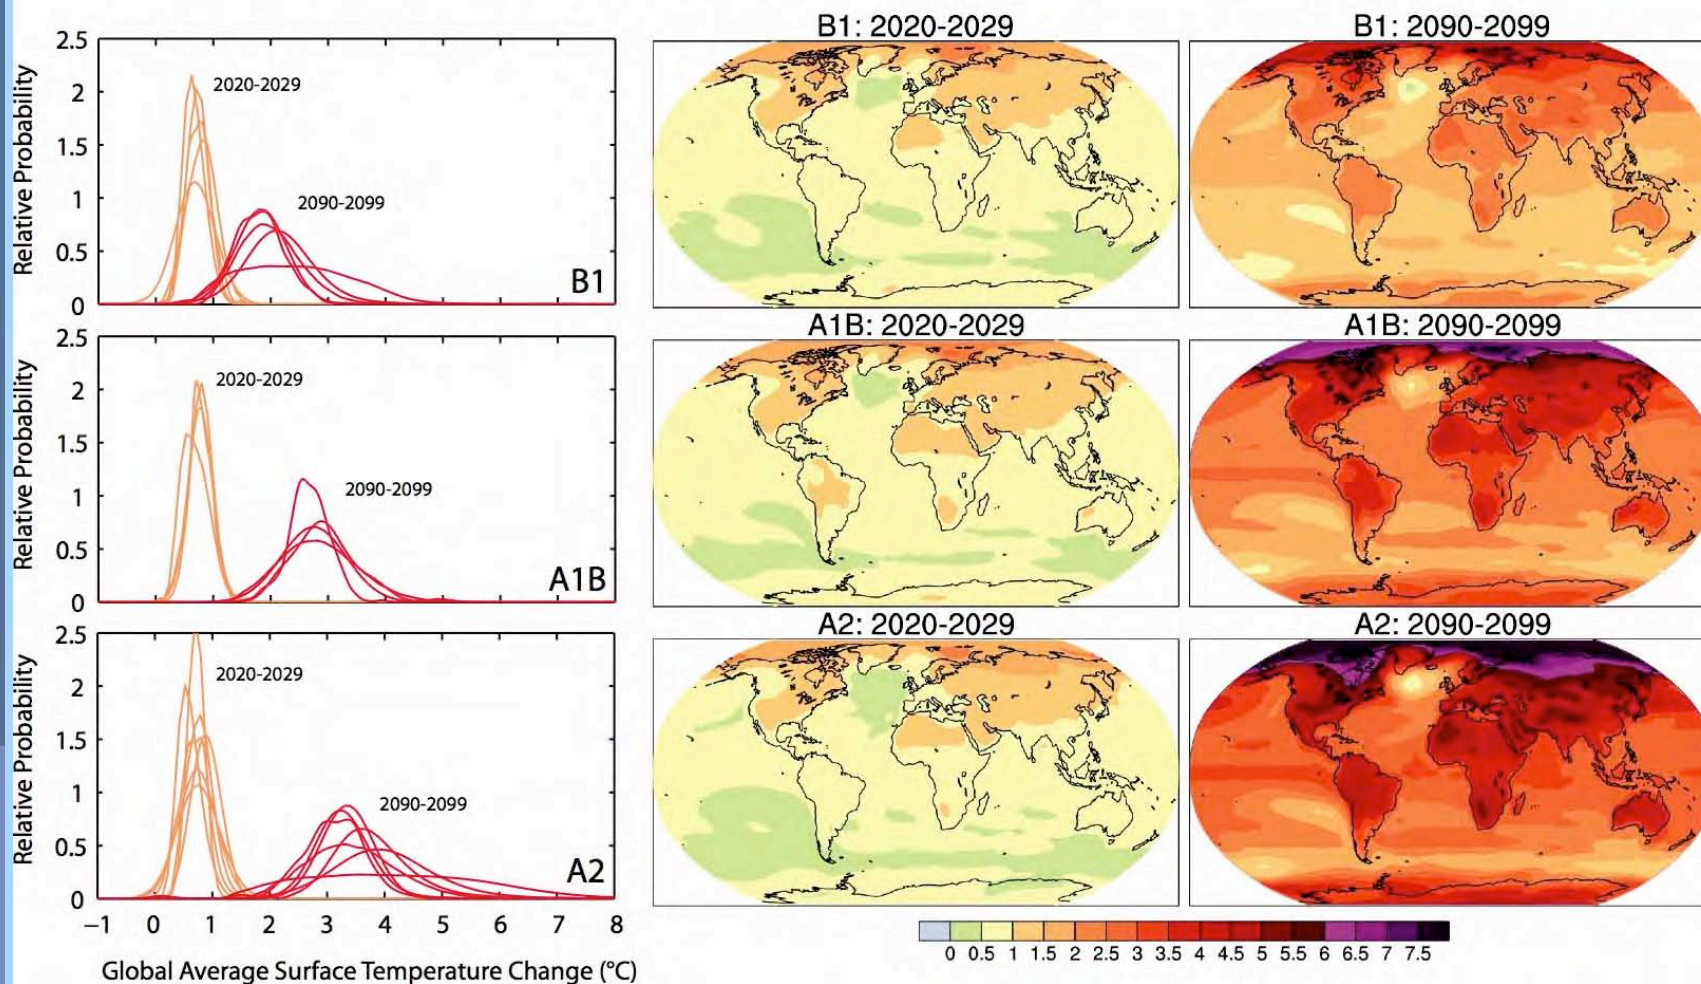 B1: 2020-2029
B1: 2090-2099
2.5
2
1.5
1
0.5
0
Relative Probability
2020-2029
2090-2099
B1
A1B: 2020-2029
A1B: 2090-2099
2.5
2
1.5
1
0.5
0
Relative Probability
2020-2029
2090-2099
A1B
A2: 2020-2029
A2: 2090-2099
2.5
2
1.5
1
0.5
0
Relative Probability
2020-2029
2090-2099
A2
−1 0 1 2 3 4 5 6 7 8
Global Average Surface Temperature Change (°C)
0 0.5 1 1.5 2 2.5 3 3.5 4 4.5 5 5.5 6 6.5 7 7.5